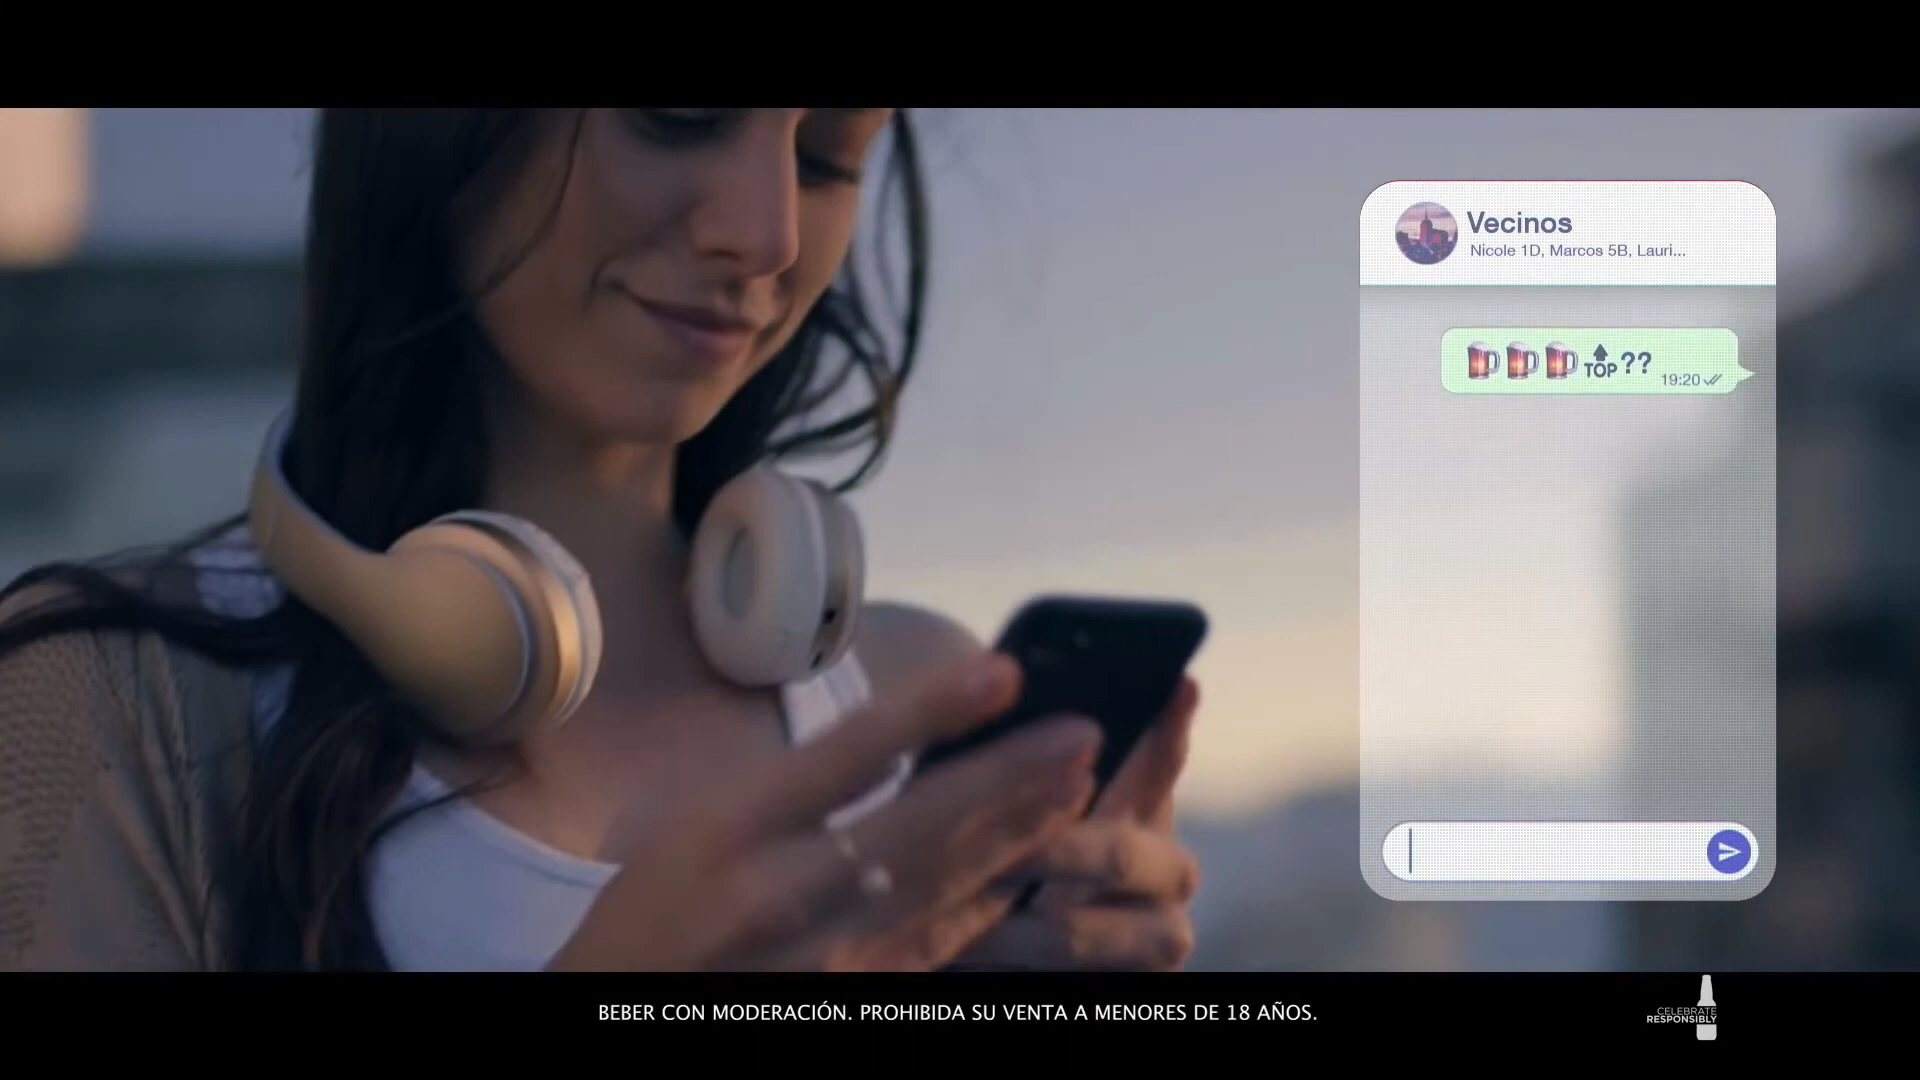 Vecinos
Nicole 1D, Marcos 5B, Lauri...
🍺🍺🍺🔝??
19:20
BEBER CON MODERACIÓN. PROHIBIDA SU VENTA A MENORES DE 18 AÑOS.
CELEBRATE
RESPONSIBLY